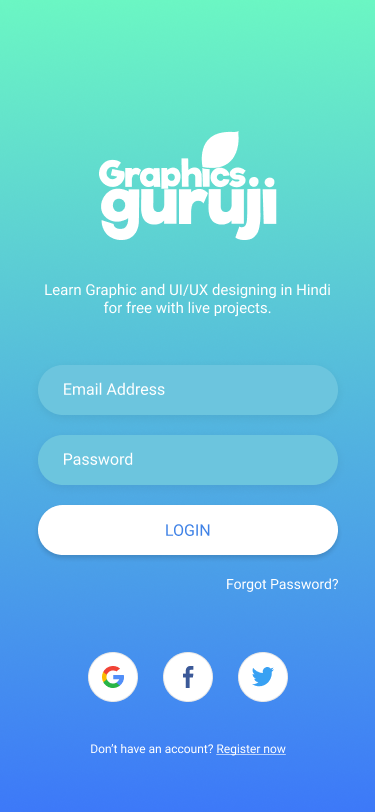 Graphics
guruji
Learn Graphic and UI/UX designing in Hindi
for free with live projects.
Email Address
Password
LOGIN
Forgot Password?
Don't have an account? Register now